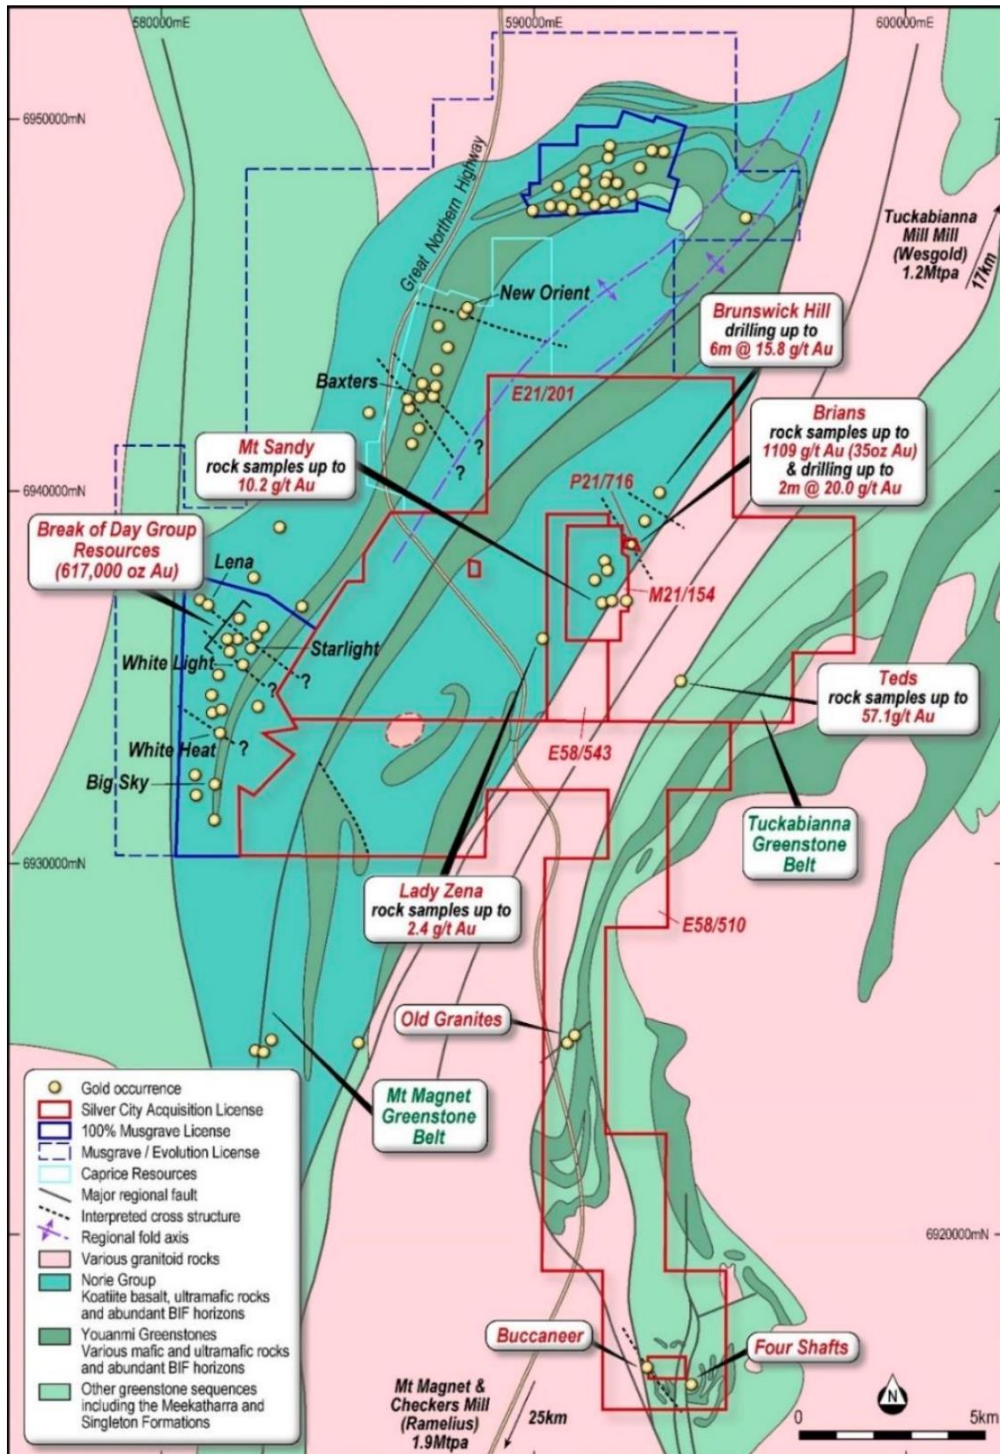 580000mE
590000mE
600000mE
6950000mN
Great Northern Highway
Tuckabianna
Mill Mill
(Wesgold)
1.2Mtpa
17km
New Orient
Brunswick Hill
drilling up to
6m @ 15.8 g/t Au
Baxters
E21/201
?
?
Mt Sandy
rock samples up to
10.2 g/t Au
Brians
rock samples up to
1109 g/t Au (35oz Au)
& drilling up to
2m @ 20.0 g/t Au
6940000mN
P21/716
Break of Day Group
Resources
(617,000 oz Au)
Lena
M21/154
Starlight
White Light
?
?
Teds
rock samples up to
57.1g/t Au
White Heat
?
E58/543
Big Sky
Tuckabianna
Greenstone
Belt
6930000mN
Lady Zena
rock samples up to
2.4 g/t Au
E58/510
Old Granites
Mt Magnet
Greenstone
Belt
Gold occurrence
Silver City Acquisition License
100% Musgrave License
Musgrave / Evolution License
Caprice Resources
Major regional fault
Interpreted cross structure
Regional fold axis
Various granitoid rocks
Norie Group
Koatiite basalt, ultramafic rocks
and abundant BIF horizons
Youanmi Greenstones
Various mafic and ultramafic rocks
and abundant BIF horizons
Other greenstone sequences
including the Meekatharra and
Singleton Formations
6920000mN
Buccaneer
Four Shafts
Mt Magnet &
Checkers Mill
(Ramelius)
1.9Mtpa
25km
N
0
5km